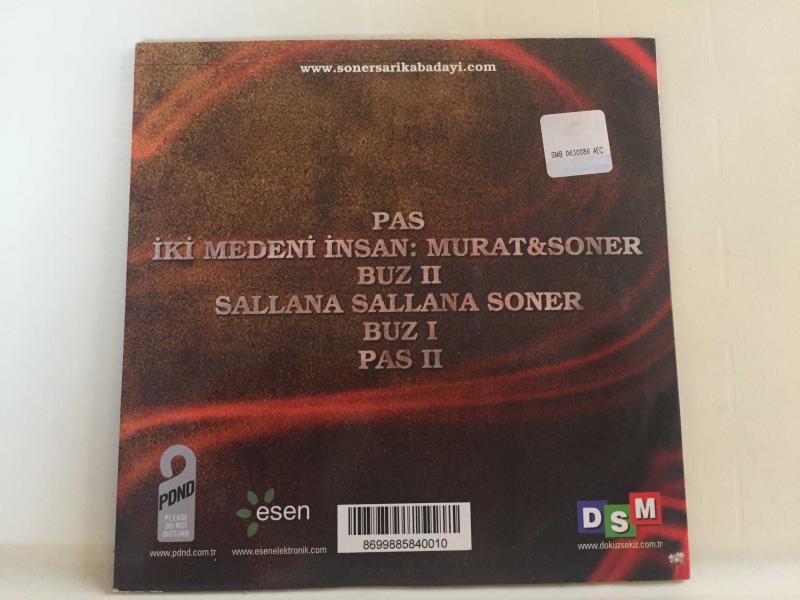 www.sonersarikabadayi.com
SMB 0630086 AEC
PAS
İKİ MEDENİ İNSAN: MURAT&SONER
BUZ II
SALLANA SALLANA SONER
BUZ I
PAS II
PDND
PLEASE
DO NOT
DISTURB
www.pdnd.com.tr
esen
www.esenelektronik.com
8699885840010
DSM
www.dokuzsekiz.com.tr